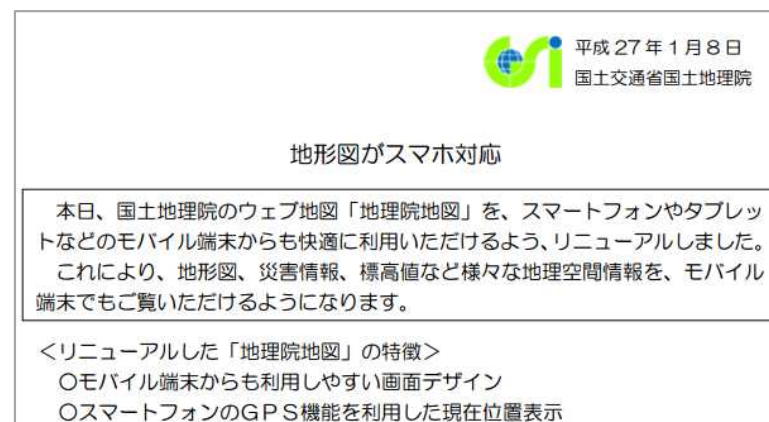 GSi
平成27年1月8日
国土交通省国土地理院
地形図がスマホ対応
本日、国土地理院のウェブ地図「地理院地図」を、スマートフォンやタブレッ
トなどのモバイル端末からも快適に利用いただけるよう、リニューアルしました。
これにより、地形図、災害情報、標高値など様々な地理空間情報を、モバイル
端末でもご覧いただけるようになります。
＜リニューアルした「地理院地図」の特徴＞
○モバイル端末からも利用しやすい画面デザイン
○スマートフォンのＧＰＳ機能を利用した現在位置表示